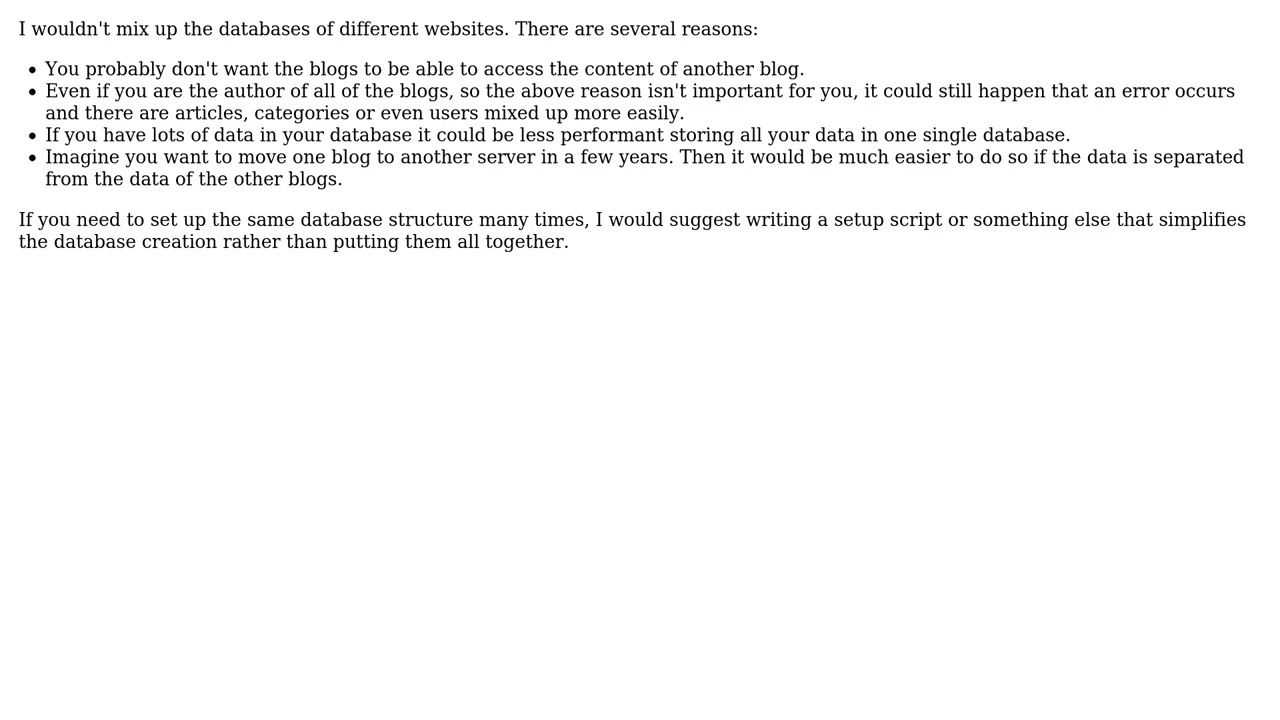 I wouldn't mix up the databases of different websites. There are several reasons:
• You probably don't want the blogs to be able to access the content of another blog.
• Even if you are the author of all of the blogs, so the above reason isn't important for you, it could still happen that an error occurs
and there are articles, categories or even users mixed up more easily.
• If you have lots of data in your database it could be less performant storing all your data in one single database.
• Imagine you want to move one blog to another server in a few years. Then it would be much easier to do so if the data is separated
from the data of the other blogs.
If you need to set up the same database structure many times, I would suggest writing a setup script or something else that simplifies
the database creation rather than putting them all together.